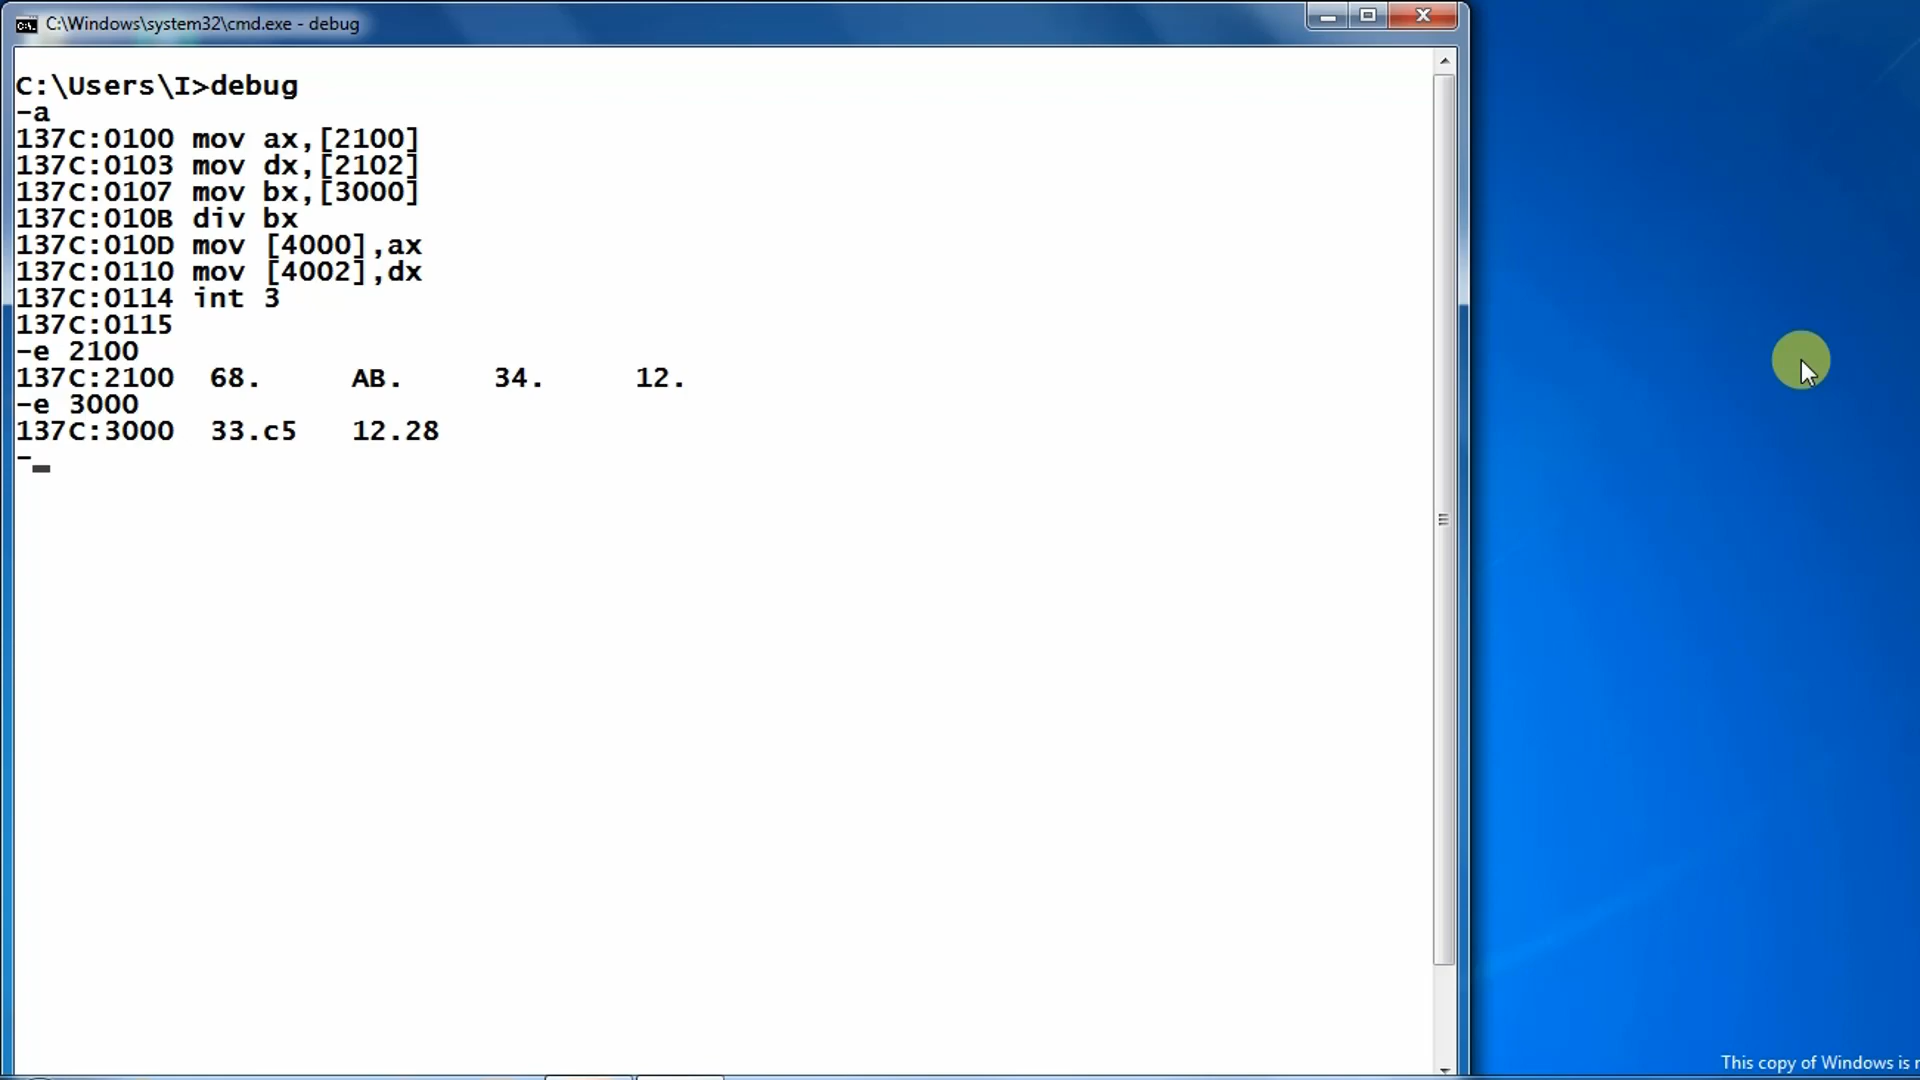 C:\Windows\system32\cmd.exe - debug
C:\Users\I>debug
-a
137C:0100 mov ax,[2100]
137C:0103 mov dx,[2102]
137C:0107 mov bx,[3000]
137C:010B div bx
137C:010D mov [4000],ax
137C:0110 mov [4002],dx
137C:0114 int 3
137C:0115
-e 2100
137C:2100  68.     AB.     34.     12.
-e 3000
137C:3000  33.c5   12.28
-
This copy of Windows is